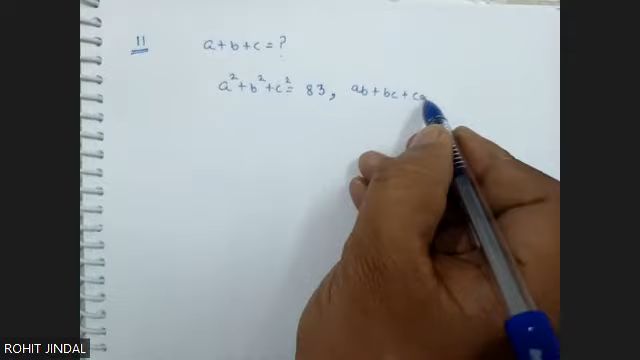 11 a+b+c=?
a²+b²+c²= 83, ab+bc+ca
ROHIT JINDAL